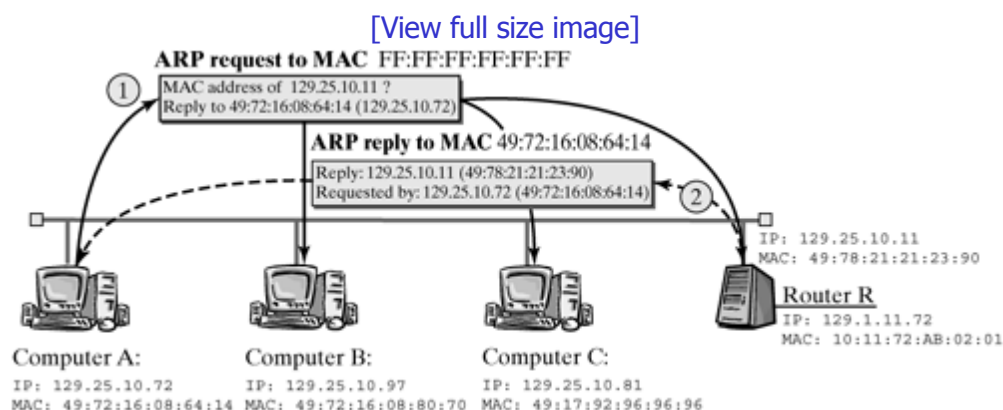 [View full size image]
ARP request to MAC FF:FF:FF:FF:FF:FF
1
MAC address of 129.25.10.11 ?
Reply to 49:72:16:08:64:14 (129.25.10.72)
ARP reply to MAC 49:72:16:08:64:14
Reply: 129.25.10.11 (49:78:21:21:23:90)
Requested by: 129.25.10.72 (49:72:16:08:64:14)
2
IP: 129.25.10.11
MAC: 49:78:21:21:23:90
Router R
IP: 129.1.11.72
MAC: 10:11:72:AB:02:01
Computer A:
IP: 129.25.10.72
MAC: 49:72:16:08:64:14
Computer B:
IP: 129.25.10.97
MAC: 49:72:16:08:80:70
Computer C:
IP: 129.25.10.81
MAC: 49:17:92:96:96:96